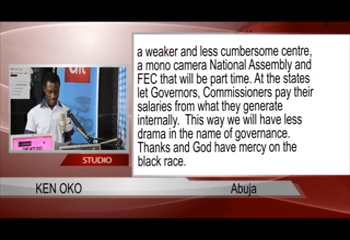 a weaker and less cumbersome centre,
a mono camera National Assembly and
FEC that will be part time. At the states
let Governors, Commissioners pay their
salaries from what they generate
internally.  This way we will have less
drama in the name of governance.
Thanks and God have mercy on the
black race.
STUDIO
KEN OKO
Abuja